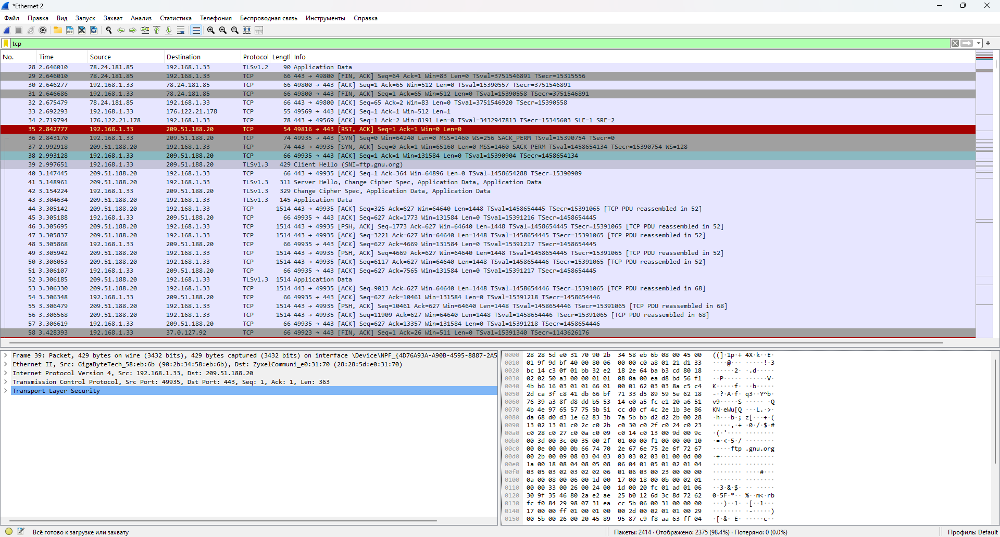 *Ethernet 2
Файл Правка Вид Запуск Захват Анализ Статистика Телефония Беспроводная связь Инструменты Справка
tcp
No. Time Source Destination Protocol Lengtl Info
28 2.646010 78.24.181.85 192.168.1.33 TLSv1.2 90 Application Data
29 2.646010 78.24.181.85 192.168.1.33 TCP 66 443 → 49800 [FIN, ACK] Seq=64 Ack=1 Win=83 Len=0 TSval=3751546891 TSecr=15315556
30 2.646277 192.168.1.33 78.24.181.85 TCP 66 49800 → 443 [ACK] Seq=1 Ack=65 Win=512 Len=0 TSval=15390557 TSecr=3751546891
31 2.646686 192.168.1.33 78.24.181.85 TCP 66 49800 → 443 [FIN, ACK] Seq=1 Ack=65 Win=512 Len=0 TSval=15390558 TSecr=3751546891
32 2.675479 78.24.181.85 192.168.1.33 TCP 66 443 → 49800 [ACK] Seq=65 Ack=2 Win=83 Len=0 TSval=3751546920 TSecr=15390558
33 2.692293 192.168.1.33 176.122.21.178 TCP 55 49569 → 443 [ACK] Seq=1 Ack=1 Win=512 Len=1
34 2.719794 176.122.21.178 192.168.1.33 TCP 78 443 → 49569 [ACK] Seq=1 Ack=2 Win=8191 Len=0 TSval=3432947813 TSecr=15345603 SLE=1 SRE=2
35 2.842777 192.168.1.33 209.51.188.20 TCP 54 49816 → 443 [RST, ACK] Seq=1 Ack=1 Win=0 Len=0
36 2.843170 192.168.1.33 209.51.188.20 TCP 74 49935 → 443 [SYN] Seq=0 Win=64240 Len=0 MSS=1460 WS=256 SACK_PERM TSval=15390754 TSecr=0
37 2.992918 209.51.188.20 192.168.1.33 TCP 74 443 → 49935 [SYN, ACK] Seq=0 Ack=1 Win=65160 Len=0 MSS=1460 SACK_PERM TSval=1458654134 TSecr=15390754 WS=128
38 2.993128 192.168.1.33 209.51.188.20 TCP 66 49935 → 443 [ACK] Seq=1 Ack=1 Win=131584 Len=0 TSval=15390904 TSecr=1458654134
39 2.997651 192.168.1.33 209.51.188.20 TLSv1.3 429 Client Hello (SNI=ftp.gnu.org)
40 3.147445 209.51.188.20 192.168.1.33 TCP 66 443 → 49935 [ACK] Seq=1 Ack=364 Win=64896 Len=0 TSval=1458654288 TSecr=15390909
41 3.148961 209.51.188.20 192.168.1.33 TLSv1.3 311 Server Hello, Change Cipher Spec, Application Data, Application Data
42 3.154224 192.168.1.33 209.51.188.20 TLSv1.3 329 Change Cipher Spec, Application Data, Application Data
43 3.304634 209.51.188.20 192.168.1.33 TLSv1.3 145 Application Data
44 3.305142 209.51.188.20 192.168.1.33 TCP 1514 443 → 49935 [ACK] Seq=325 Ack=627 Win=64640 Len=1448 TSval=1458654445 TSecr=15391065 [TCP PDU reassembled in 52]
45 3.305188 192.168.1.33 209.51.188.20 TCP 66 49935 → 443 [ACK] Seq=627 Ack=1773 Win=131584 Len=0 TSval=15391216 TSecr=1458654445
46 3.305695 209.51.188.20 192.168.1.33 TCP 1514 443 → 49935 [PSH, ACK] Seq=1773 Ack=627 Win=64640 Len=1448 TSval=1458654445 TSecr=15391065 [TCP PDU reassembled in 52]
47 3.305837 209.51.188.20 192.168.1.33 TCP 1514 443 → 49935 [ACK] Seq=3221 Ack=627 Win=64640 Len=1448 TSval=1458654445 TSecr=15391065 [TCP PDU reassembled in 52]
48 3.305868 192.168.1.33 209.51.188.20 TCP 66 49935 → 443 [ACK] Seq=627 Ack=4669 Win=131584 Len=0 TSval=15391217 TSecr=1458654445
49 3.305942 209.51.188.20 192.168.1.33 TCP 1514 443 → 49935 [PSH, ACK] Seq=4669 Ack=627 Win=64640 Len=1448 TSval=1458654445 TSecr=15391065 [TCP PDU reassembled in 52]
50 3.306053 209.51.188.20 192.168.1.33 TCP 1514 443 → 49935 [ACK] Seq=6117 Ack=627 Win=64640 Len=1448 TSval=1458654446 TSecr=15391065 [TCP PDU reassembled in 52]
51 3.306107 192.168.1.33 209.51.188.20 TCP 66 49935 → 443 [ACK] Seq=627 Ack=7565 Win=131584 Len=0 TSval=15391217 TSecr=1458654445
52 3.306185 209.51.188.20 192.168.1.33 TLSv1.3 1514 Application Data
53 3.306330 209.51.188.20 192.168.1.33 TCP 1514 443 → 49935 [ACK] Seq=9013 Ack=627 Win=64640 Len=1448 TSval=1458654446 TSecr=15391065 [TCP PDU reassembled in 68]
54 3.306348 192.168.1.33 209.51.188.20 TCP 66 49935 → 443 [ACK] Seq=627 Ack=10461 Win=131584 Len=0 TSval=15391218 TSecr=1458654446
55 3.306479 209.51.188.20 192.168.1.33 TCP 1514 443 → 49935 [PSH, ACK] Seq=10461 Ack=627 Win=64640 Len=1448 TSval=1458654446 TSecr=15391065 [TCP PDU reassembled in 68]
56 3.306568 209.51.188.20 192.168.1.33 TCP 1514 443 → 49935 [ACK] Seq=11909 Ack=627 Win=64640 Len=1448 TSval=1458654446 TSecr=15391065 [TCP PDU reassembled in 68]
57 3.306619 192.168.1.33 209.51.188.20 TCP 66 49935 → 443 [ACK] Seq=627 Ack=13357 Win=131584 Len=0 TSval=15391218 TSecr=1458654446
58 3.428393 192.168.1.33 37.0.127.92 TCP 66 49923 → 443 [FIN, ACK] Seq=1 Ack=26 Win=511 Len=0 TSval=15391340 TSecr=1143626176
Frame 39: Packet, 429 bytes on wire (3432 bits), 429 bytes captured (3432 bits) on interface \Device\NPF_{4D76A93A-A90B-4595-8887-2A5
Ethernet II, Src: GigaByteTech_58:eb:6b (90:2b:34:58:eb:6b), Dst: ZyxelCommuni_e0:31:70 (28:28:5d:e0:31:70)
Internet Protocol Version 4, Src: 192.168.1.33, Dst: 209.51.188.20
Transmission Control Protocol, Src Port: 49935, Dst Port: 443, Seq: 1, Ack: 1, Len: 363
Transport Layer Security
0000 28 28 5d e0 31 70 90 2b 34 58 eb 6b 08 00 45 00 ((]·1p·+ 4X·k··E·
0010 01 9f 9d bf 40 00 80 06 00 00 c0 a8 01 21 d1 33 ····@··· ·····!·3
0020 bc 14 c3 0f 01 bb 32 e2 18 2e 64 ba b3 cd 80 18 ······2· ·.d·····
0030 02 02 50 a3 00 00 01 01 08 0a 00 ea d8 bd 56 f1 ··P····· ······V·
0040 4b b6 16 03 01 01 66 01 00 01 62 03 03 8a c5 c4 K·····f· ··b·····
0050 2d ca 3f c8 41 db 66 bf 71 33 d5 89 59 5e 62 18 -·?·A·f· q3··Y^b·
0060 76 39 a3 8f d8 dd b5 53 14 e0 a5 fc e1 20 a6 51 v9·····S ····· ·Q
0070 4b 4e 97 65 57 75 5b 51 cc d0 cf 4c 2e 1b 3e 86 KN·eWu[Q ···L.·>·
0080 da 68 d0 d3 1e 62 83 3b 7a 5b bb d2 d2 2b 00 28 ·h···b·; z[···+·(
0090 13 02 13 01 c0 2c c0 2b c0 30 c0 2f c0 24 c0 23 ·····,·+ ·0·/·$·#
00a0 c0 28 c0 27 c0 0a c0 09 c0 14 c0 13 00 9d 00 9c ·(·'···· ········
00b0 00 3d 00 3c 00 35 00 2f 01 00 00 f1 00 00 00 10 ·=·<·5·/ ········
00c0 00 0e 00 00 0b 66 74 70 2e 67 6e 75 2e 6f 72 67 ·····ftp .gnu.org
00d0 00 2b 00 09 08 03 04 03 03 03 02 03 01 00 0d 00 ·+······ ········
00e0 1a 00 18 08 04 08 05 08 06 04 01 05 01 02 01 04 ········ ········
00f0 03 05 03 02 03 02 02 06 01 06 03 00 23 00 00 00 ········ ····#···
0100 0a 00 08 00 06 00 1d 00 17 00 18 00 0b 00 02 01 ········ ········
0110 00 00 33 00 26 00 24 00 1d 00 20 fc 01 ad 01 06 ··3·&·$· ·· ·····
0120 30 9f 35 46 80 2a e2 ae 25 b0 12 6d 3c 8d 72 62 0·5F·*·· %··m<·rb
0130 fc f0 84 29 98 07 31 ea cc 5b 06 00 31 00 00 00 ···)··1· ·[··1···
0140 17 00 00 ff 01 00 01 00 00 2d 00 02 01 01 00 29 ········ ·-·····)
0150 00 5b 00 26 00 20 45 89 95 87 c9 f8 aa 63 ff 04 ·[·&· E· ·····c··
Всё готово к загрузке или захвату
Пакеты: 2414 · Отображено: 2375 (98.4%) · Потеряно: 0 (0.0%)
Профиль: Default